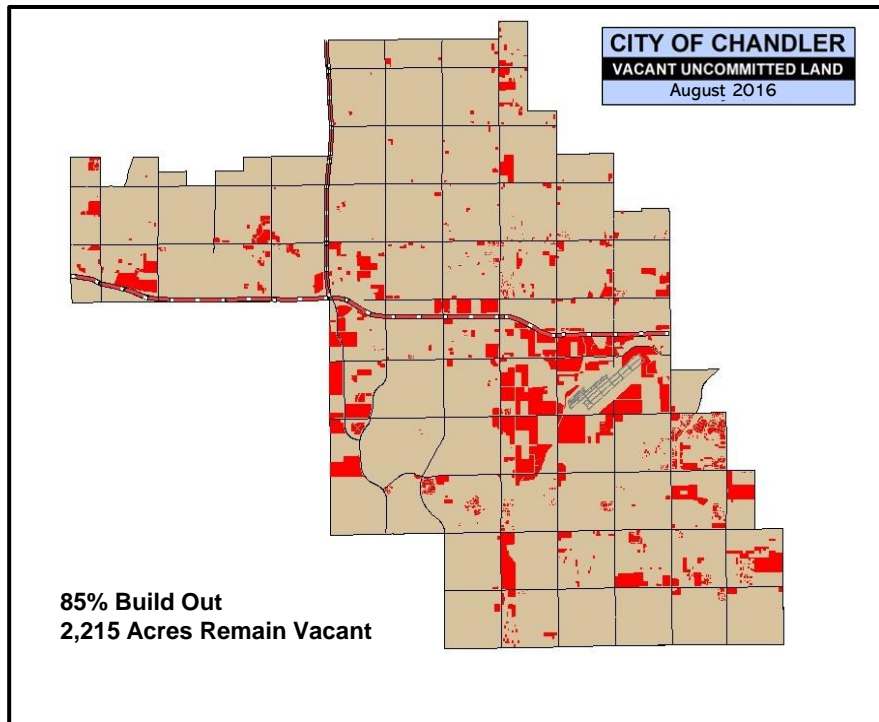 CITY OF CHANDLER
VACANT UNCOMMITTED LAND
August 2016
85% Build Out
2,215 Acres Remain Vacant